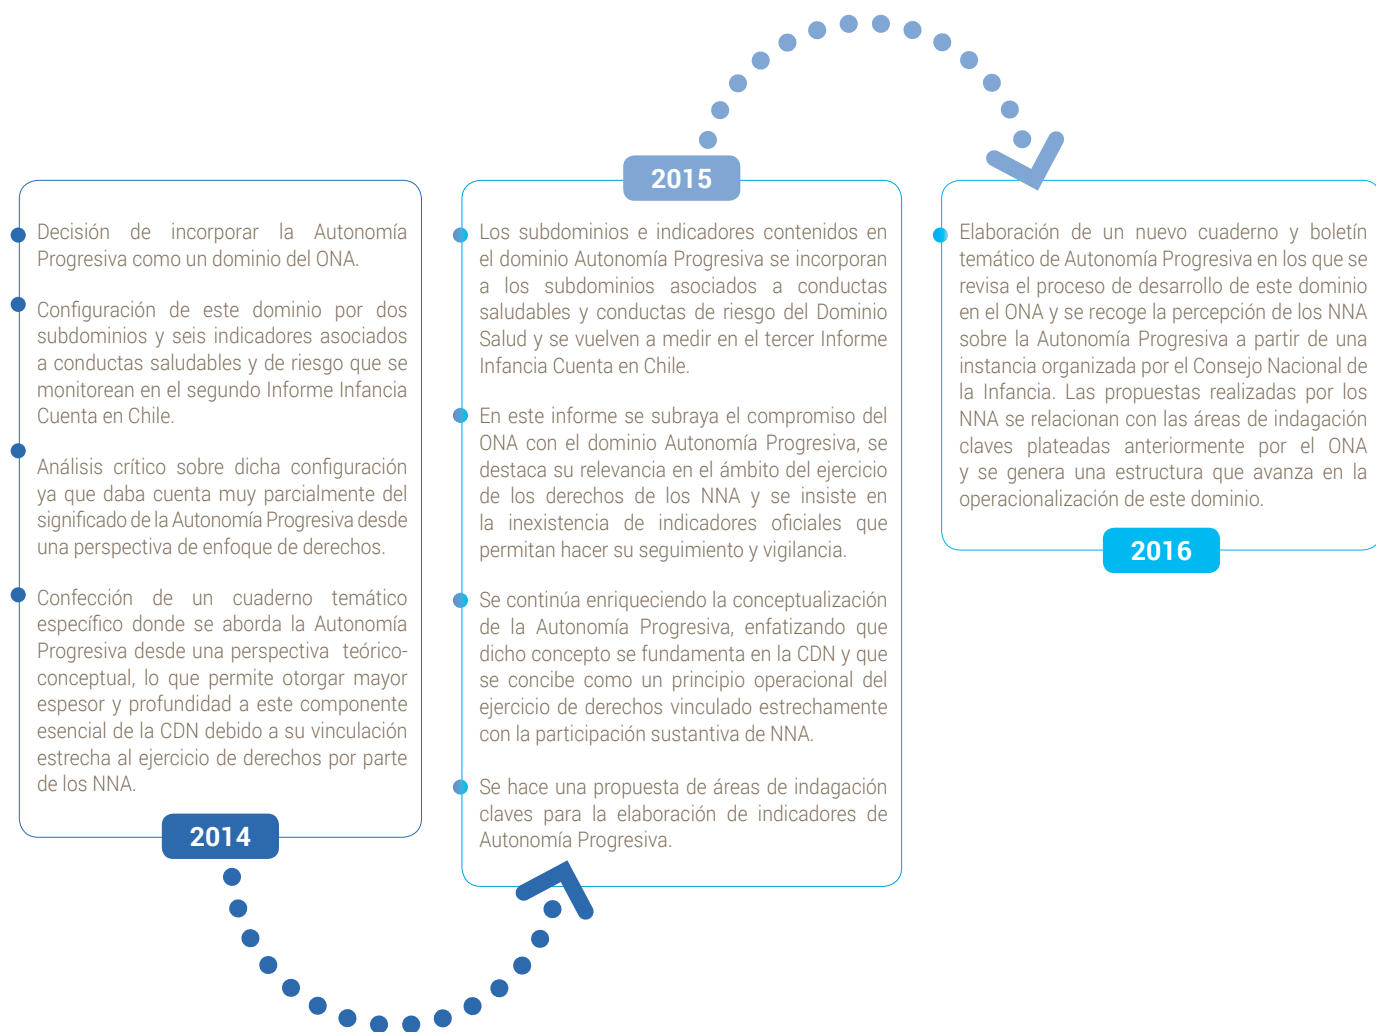 Decisión de incorporar la Autonomía
Progresiva como un dominio del ONA.
Configuración de este dominio por dos
subdominios y seis indicadores asociados
a conductas saludables y de riesgo que se
monitorean en el segundo Informe Infancia
Cuenta en Chile.
Análisis crítico sobre dicha configuración
ya que daba cuenta muy parcialmente del
significado de la Autonomía Progresiva desde
una perspectiva de enfoque de derechos.
Confección de un cuaderno temático
específico donde se aborda la Autonomía
Progresiva desde una perspectiva teórico-
conceptual, lo que permite otorgar mayor
espesor y profundidad a este componente
esencial de la CDN debido a su vinculación
estrecha al ejercicio de derechos por parte
de los NNA.
2014
2015
Los subdominios e indicadores contenidos en
el dominio Autonomía Progresiva se incorporan
a los subdominios asociados a conductas
saludables y conductas de riesgo del Dominio
Salud y se vuelven a medir en el tercer Informe
Infancia Cuenta en Chile.
En este informe se subraya el compromiso del
ONA con el dominio Autonomía Progresiva, se
destaca su relevancia en el ámbito del ejercicio
de los derechos de los NNA y se insiste en
la inexistencia de indicadores oficiales que
permitan hacer su seguimiento y vigilancia.
Se continúa enriqueciendo la conceptualización
de la Autonomía Progresiva, enfatizando que
dicho concepto se fundamenta en la CDN y que
se concibe como un principio operacional del
ejercicio de derechos vinculado estrechamente
con la participación sustantiva de NNA.
Se hace una propuesta de áreas de indagación
claves para la elaboración de indicadores de
Autonomía Progresiva.
Elaboración de un nuevo cuaderno y boletín
temático de Autonomía Progresiva en los que se
revisa el proceso de desarrollo de este dominio
en el ONA y se recoge la percepción de los NNA
sobre la Autonomía Progresiva a partir de una
instancia organizada por el Consejo Nacional de
la Infancia. Las propuestas realizadas por los
NNA se relacionan con las áreas de indagación
claves plateadas anteriormente por el ONA
y se genera una estructura que avanza en la
operacionalización de este dominio.
2016